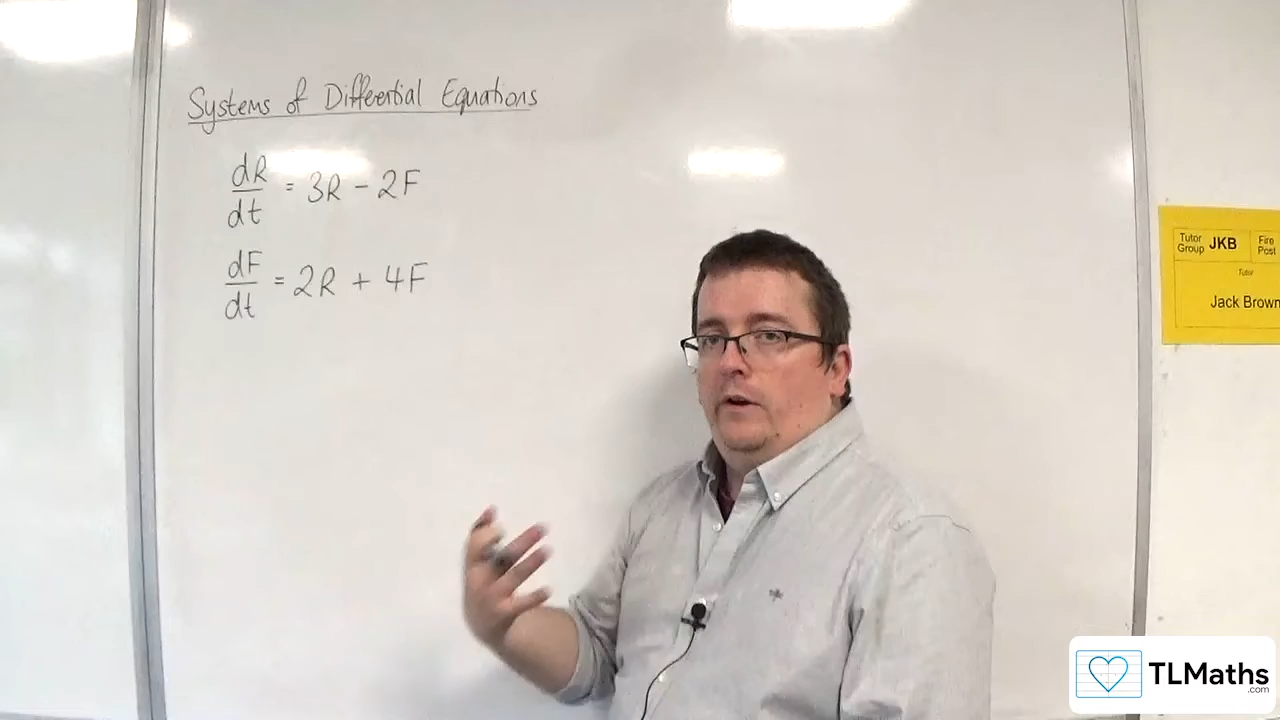 Systems of Differential Equations
dR/dt = 3R - 2F
dF/dt = 2R + 4F
Tutor Group JKB Fire Post
Tutor
Jack Brown
TLMaths
.com